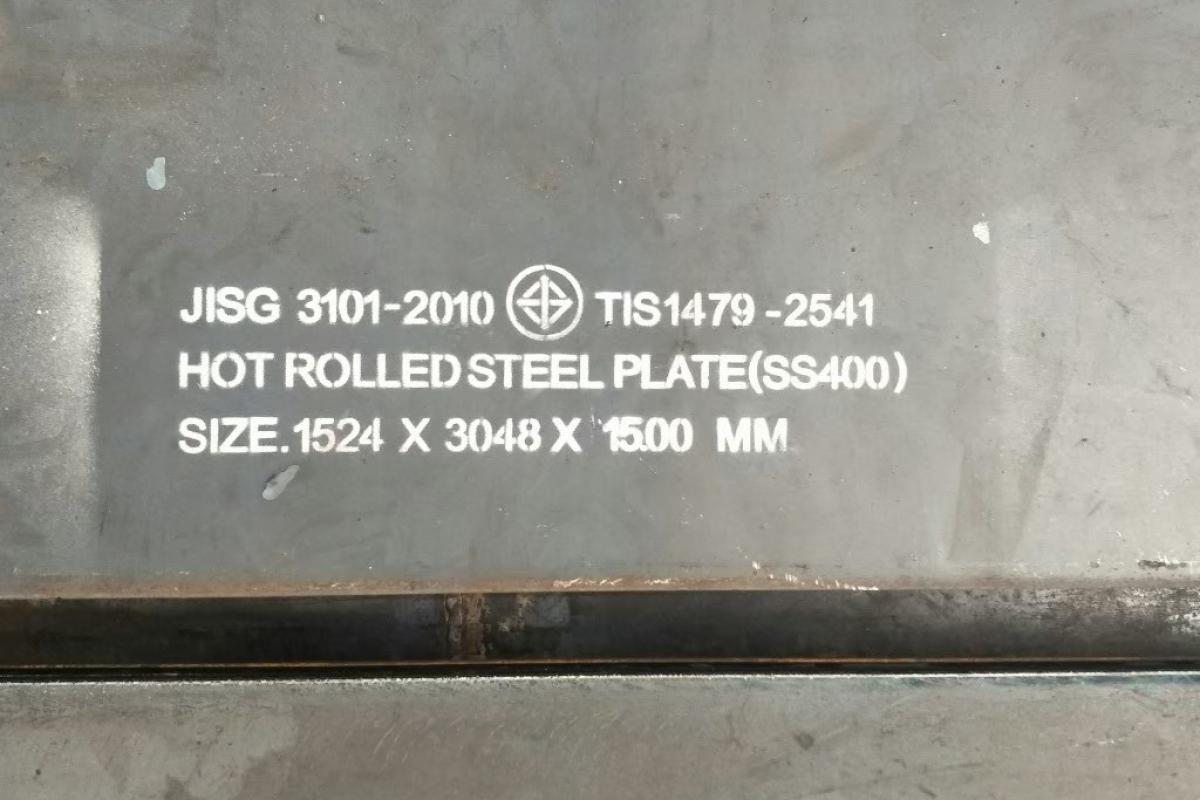 JISG 3101-2010 TIS1479-2541
HOT ROLLED STEEL PLATE(SS400)
SIZE.1524 X 3048 X 15.00 MM